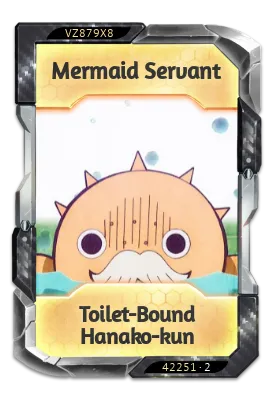 VZ879X8
Mermaid Servant
Toilet-Bound
Hanako-kun
42251·2